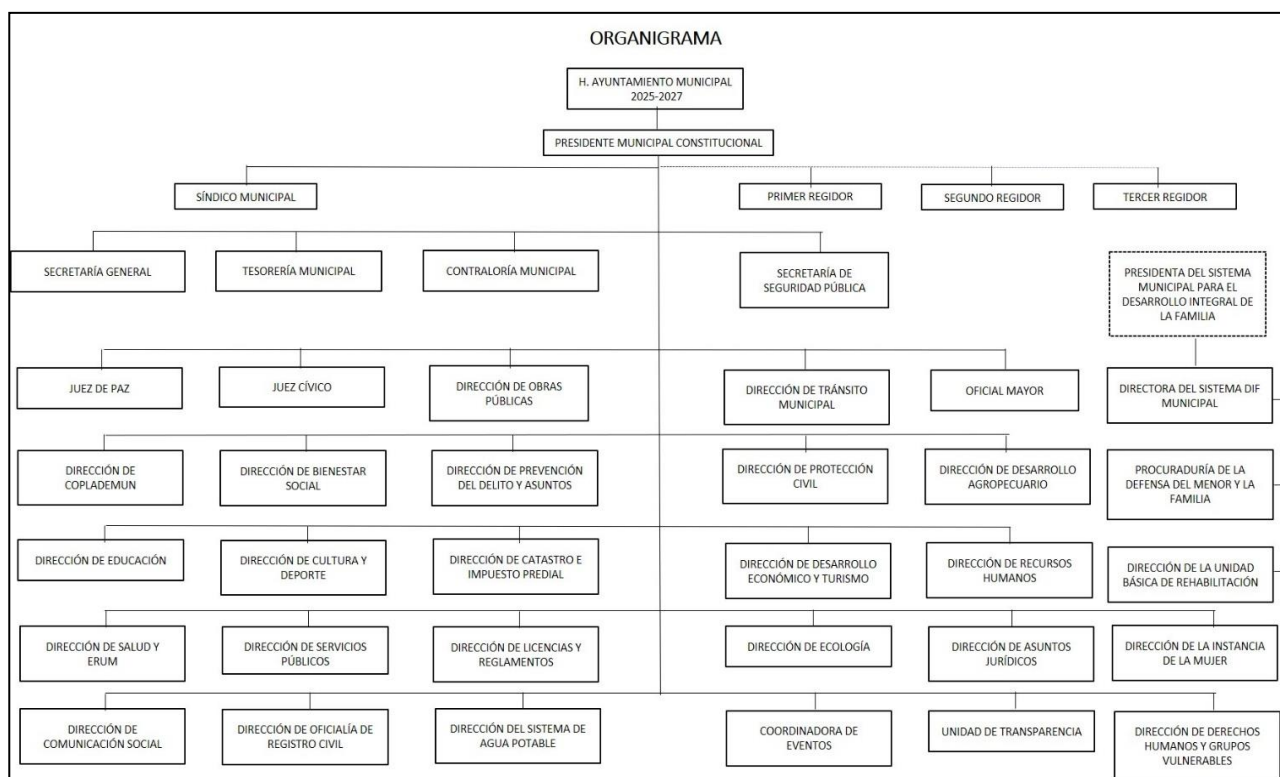 ORGANIGRAMA
H. AYUNTAMIENTO MUNICIPAL
2025-2027
PRESIDENTE MUNICIPAL CONSTITUCIONAL
SÍNDICO MUNICIPAL
PRIMER REGIDOR
SEGUNDO REGIDOR
TERCER REGIDOR
SECRETARÍA GENERAL
TESORERÍA MUNICIPAL
CONTRALORÍA MUNICIPAL
SECRETARÍA DE
SEGURIDAD PÚBLICA
PRESIDENTA DEL SISTEMA
MUNICIPAL PARA EL
DESARROLLO INTEGRAL DE
LA FAMILIA
JUEZ DE PAZ
JUEZ CÍVICO
DIRECCIÓN DE OBRAS
PÚBLICAS
DIRECCIÓN DE TRÁNSITO
MUNICIPAL
OFICIAL MAYOR
DIRECTORA DEL SISTEMA DIF
MUNICIPAL
DIRECCIÓN DE
COPLADEMUN
DIRECCIÓN DE BIENESTAR
SOCIAL
DIRECCIÓN DE PREVENCIÓN
DEL DELITO Y ASUNTOS
DIRECCIÓN DE PROTECCIÓN
CIVIL
DIRECCIÓN DE DESARROLLO
AGROPECUARIO
PROCURADURÍA DE LA
DEFENSA DEL MENOR Y LA
FAMILIA
DIRECCIÓN DE EDUCACIÓN
DIRECCIÓN DE CULTURA Y
DEPORTE
DIRECCIÓN DE CATASTRO E
IMPUESTO PREDIAL
DIRECCIÓN DE DESARROLLO
ECONÓMICO Y TURISMO
DIRECCIÓN DE RECURSOS
HUMANOS
DIRECCIÓN DE LA UNIDAD
BÁSICA DE REHABILITACIÓN
DIRECCIÓN DE SALUD Y
ERUM
DIRECCIÓN DE SERVICIOS
PÚBLICOS
DIRECCIÓN DE LICENCIAS Y
REGLAMENTOS
DIRECCIÓN DE ECOLOGÍA
DIRECCIÓN DE ASUNTOS
JURÍDICOS
DIRECCIÓN DE LA INSTANCIA
DE LA MUJER
DIRECCIÓN DE
COMUNICACIÓN SOCIAL
DIRECCIÓN DE OFICIALÍA DE
REGISTRO CIVIL
DIRECCIÓN DEL SISTEMA DE
AGUA POTABLE
COORDINADORA DE
EVENTOS
UNIDAD DE TRANSPARENCIA
DIRECCIÓN DE DERECHOS
HUMANOS Y GRUPOS
VULNERABLES